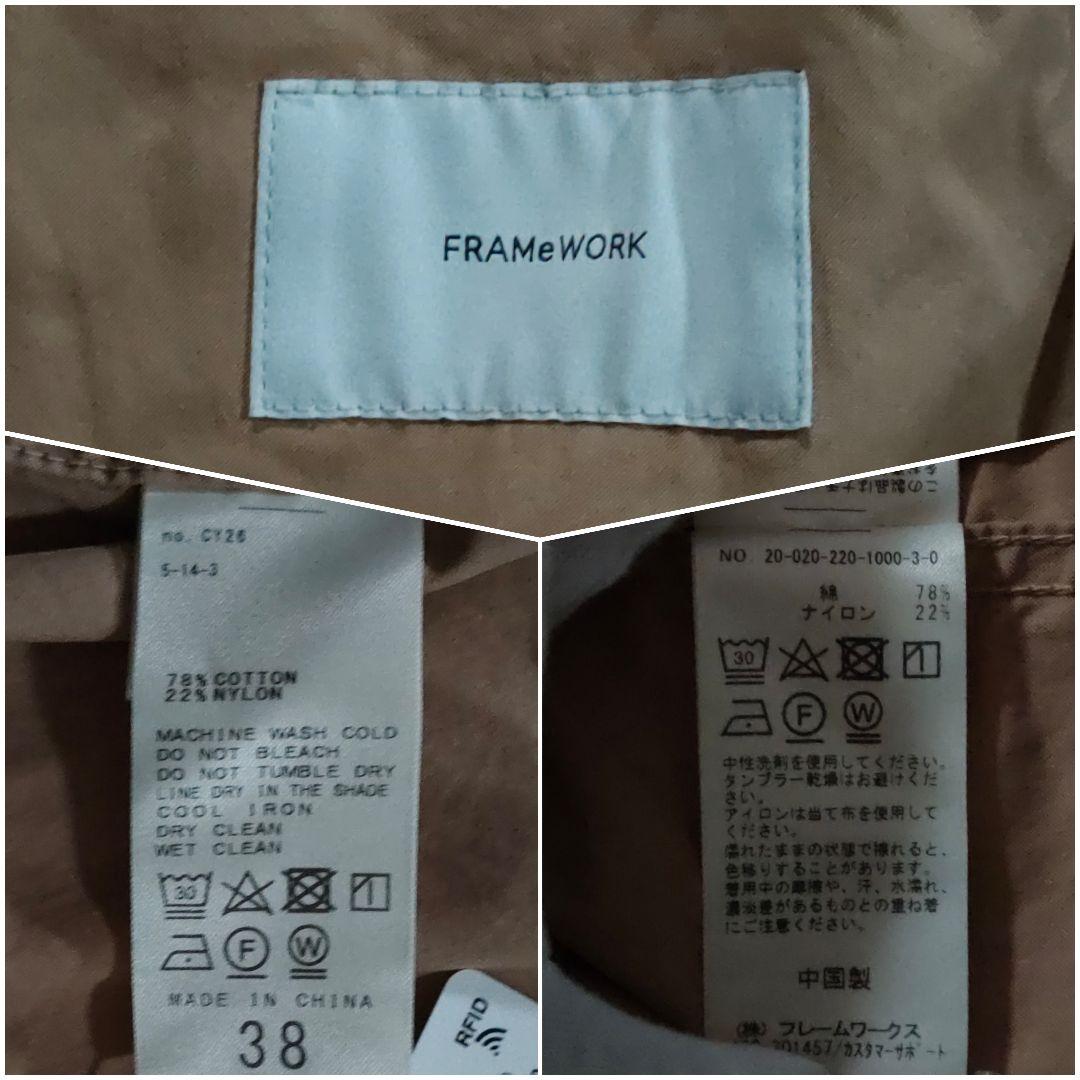 FRAMeWORK
no. CY26
5-14-3
78% COTTON
22% NYLON
MACHINE WASH COLD
DO NOT BLEACH
DO NOT TUMBLE DRY
LINE DRY IN THE SHADE
COOL IRON
DRY CLEAN
WET CLEAN
30
F W
MADE IN CHINA
38
RFID
NO. 20-020-220-1000-3-0
綿 78%
ナイロン 22%
30
F W
中性洗剤を使用してください。
タンブラー乾燥はお避けくだ
さい。
アイロンは当て布を使用して
ください。
濡れたままの状態で擦れると、
色移りすることがあります。
着用中の摩擦や、汗、水濡れ、
濃淡差があるものとの重ね着
にご注意ください。
中国製
(株) フレームワークス
301457/カスタマーサポート